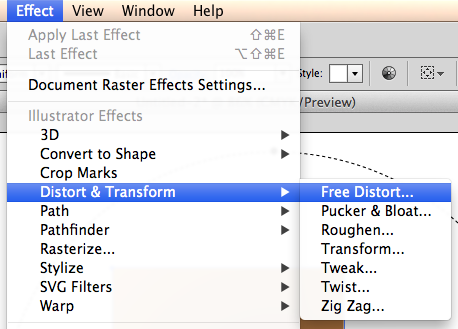 Effect View Window Help
Apply Last Effect ⇧⌘E
Last Effect ⌥⇧⌘E
Style:
Document Raster Effects Settings...
/Preview)
Illustrator Effects
3D
Convert to Shape
Crop Marks
Distort & Transform
Free Distort...
Path
Pucker & Bloat...
Pathfinder
Roughen...
Rasterize...
Transform...
Stylize
Tweak...
SVG Filters
Twist...
Warp
Zig Zag...